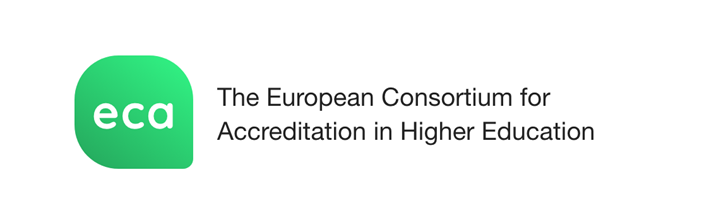 eca
The European Consortium for
Accreditation in Higher Education